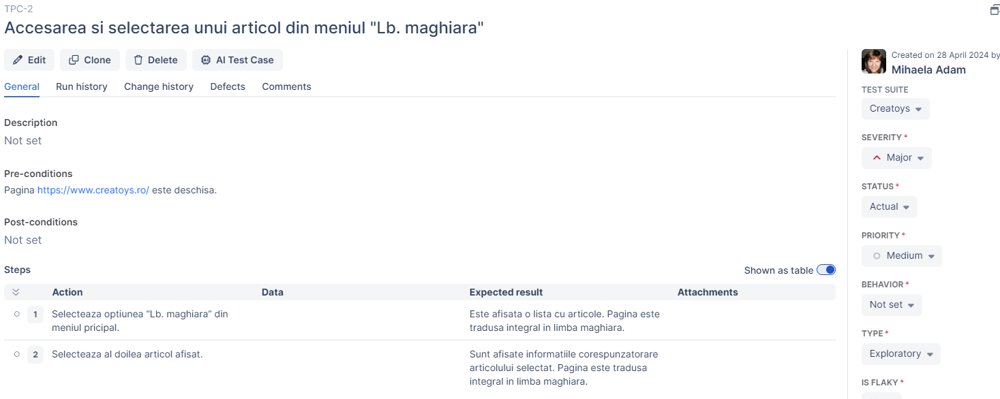 TPC-2
Accesarea si selectarea unui articol din meniul "Lb. maghiara"
Edit Clone Delete AI Test Case
General Run history Change history Defects Comments
Description
Not set
Pre-conditions
Pagina https://www.creatoys.ro/ este deschisa.
Post-conditions
Not set
Steps
Shown as table
Action Data Expected result Attachments
1 Selecteaza optiunea “Lb. maghiara” din
meniul pricipal.
Este afisata o lista cu articole. Pagina este
tradusa integral in limba maghiara.
2 Selecteaza al doilea articol afisat.
Sunt afisate informatiile corespunzatorare
articolului selectat. Pagina este tradusa
integral in limba maghiara.
Created on 28 April 2024 by
Mihaela Adam
TEST SUITE
Creatoys
SEVERITY *
Major
STATUS *
Actual
PRIORITY *
Medium
BEHAVIOR *
Not set
TYPE *
Exploratory
IS FLAKY *